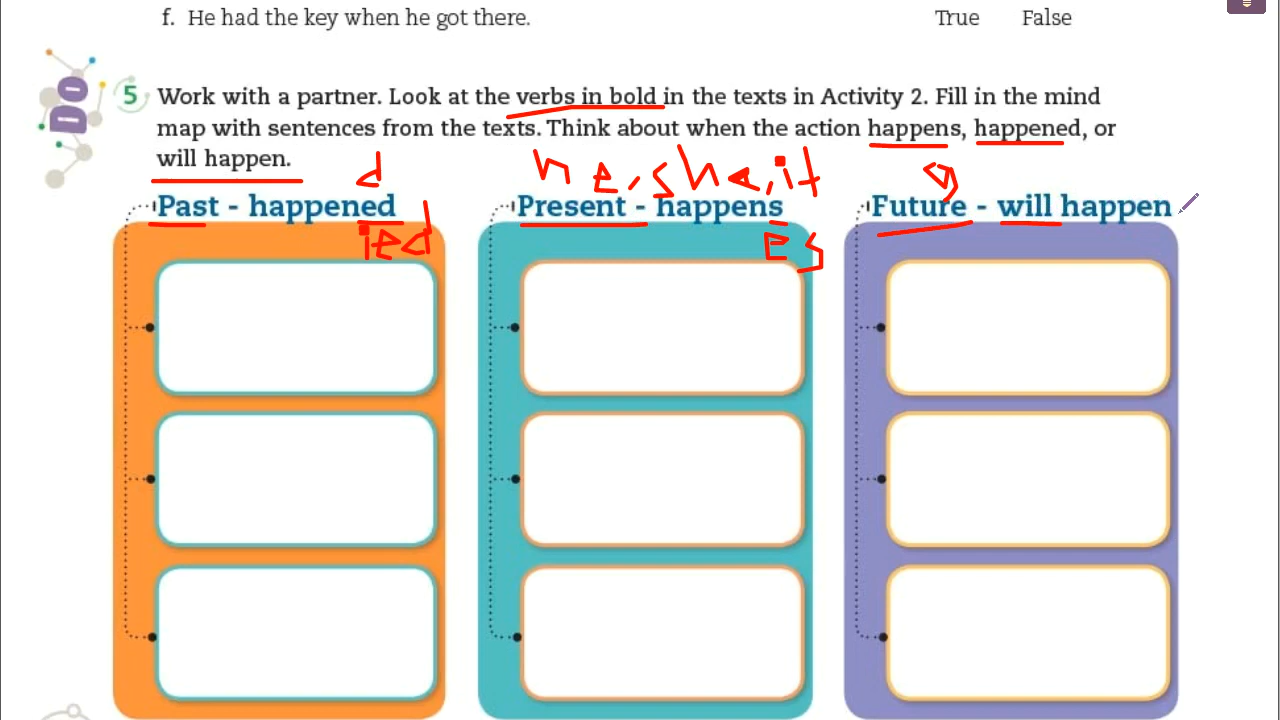 f. He had the key when he got there. True False
DO
5 Work with a partner. Look at the verbs in bold in the texts in Activity 2. Fill in the mind
map with sentences from the texts. Think about when the action happens, happened, or
will happen.
d he, she, it g
Past - happened Present - happens Future - will happen
ied es